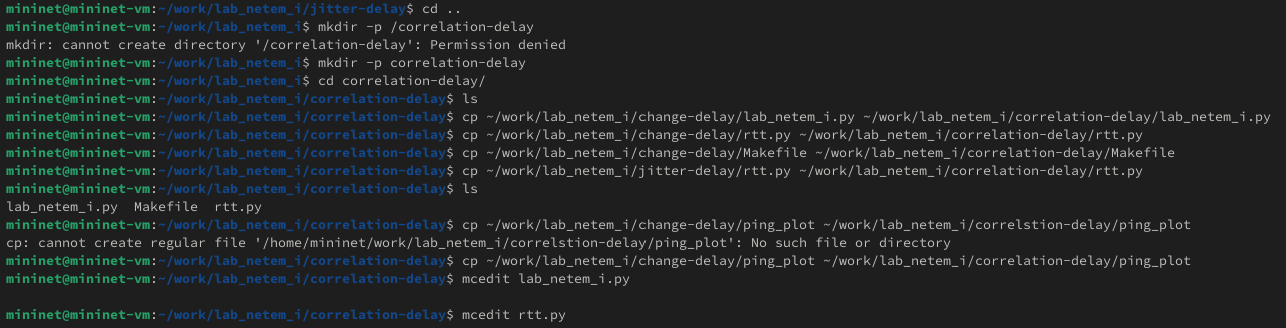 mininet@mininet-vm:~/work/lab_netem_i/jitter-delay$ cd ..
mininet@mininet-vm:~/work/lab_netem_i$ mkdir -p /correlation-delay
mkdir: cannot create directory '/correlation-delay': Permission denied
mininet@mininet-vm:~/work/lab_netem_i$ mkdir -p correlation-delay
mininet@mininet-vm:~/work/lab_netem_i$ cd correlation-delay/
mininet@mininet-vm:~/work/lab_netem_i/correlation-delay$ ls
mininet@mininet-vm:~/work/lab_netem_i/correlation-delay$ cp ~/work/lab_netem_i/change-delay/lab_netem_i.py ~/work/lab_netem_i/correlation-delay/lab_netem_i.py
mininet@mininet-vm:~/work/lab_netem_i/correlation-delay$ cp ~/work/lab_netem_i/change-delay/rtt.py ~/work/lab_netem_i/correlation-delay/rtt.py
mininet@mininet-vm:~/work/lab_netem_i/correlation-delay$ cp ~/work/lab_netem_i/change-delay/Makefile ~/work/lab_netem_i/correlation-delay/Makefile
mininet@mininet-vm:~/work/lab_netem_i/correlation-delay$ cp ~/work/lab_netem_i/jitter-delay/rtt.py ~/work/lab_netem_i/correlation-delay/rtt.py
mininet@mininet-vm:~/work/lab_netem_i/correlation-delay$ ls
lab_netem_i.py  Makefile  rtt.py
mininet@mininet-vm:~/work/lab_netem_i/correlation-delay$ cp ~/work/lab_netem_i/change-delay/ping_plot ~/work/lab_netem_i/correlstion-delay/ping_plot
cp: cannot create regular file '/home/mininet/work/lab_netem_i/correlstion-delay/ping_plot': No such file or directory
mininet@mininet-vm:~/work/lab_netem_i/correlation-delay$ cp ~/work/lab_netem_i/change-delay/ping_plot ~/work/lab_netem_i/correlation-delay/ping_plot
mininet@mininet-vm:~/work/lab_netem_i/correlation-delay$ mcedit lab_netem_i.py
mininet@mininet-vm:~/work/lab_netem_i/correlation-delay$ mcedit rtt.py